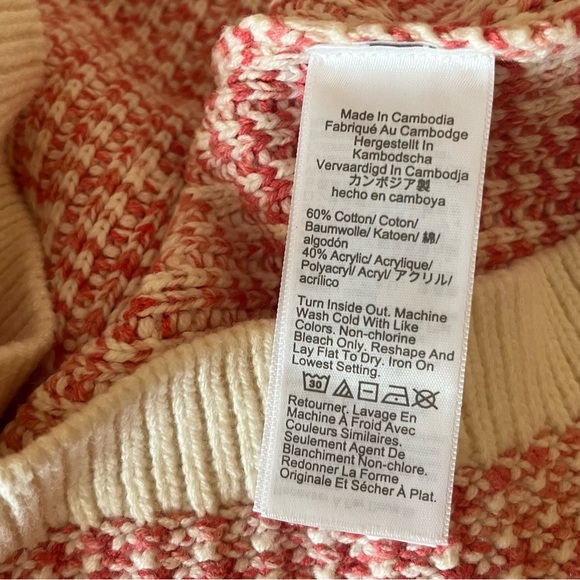 Made In Cambodia
Fabriqué Au Cambodge
Hergestellt In
Kambodscha
Vervaardigd In Cambodja
カンボジア製
hecho en camboya
60% Cotton/ Coton/
Baumwolle/ Katoen/ 綿/
algodón
40% Acrylic/ Acrylique/
Polyacryl/ Acryl/ アクリル/
acrílico
Turn Inside Out. Machine
Wash Cold With Like
Colors. Non-chlorine
Bleach Only. Reshape And
Lay Flat To Dry. Iron On
Lowest Setting.
30
Retourner. Lavage En
Machine À Froid Avec
Couleurs Similaires.
Seulement Agent De
Blanchiment Non-chlore.
Redonner La Forme
Originale Et Sécher À Plat.